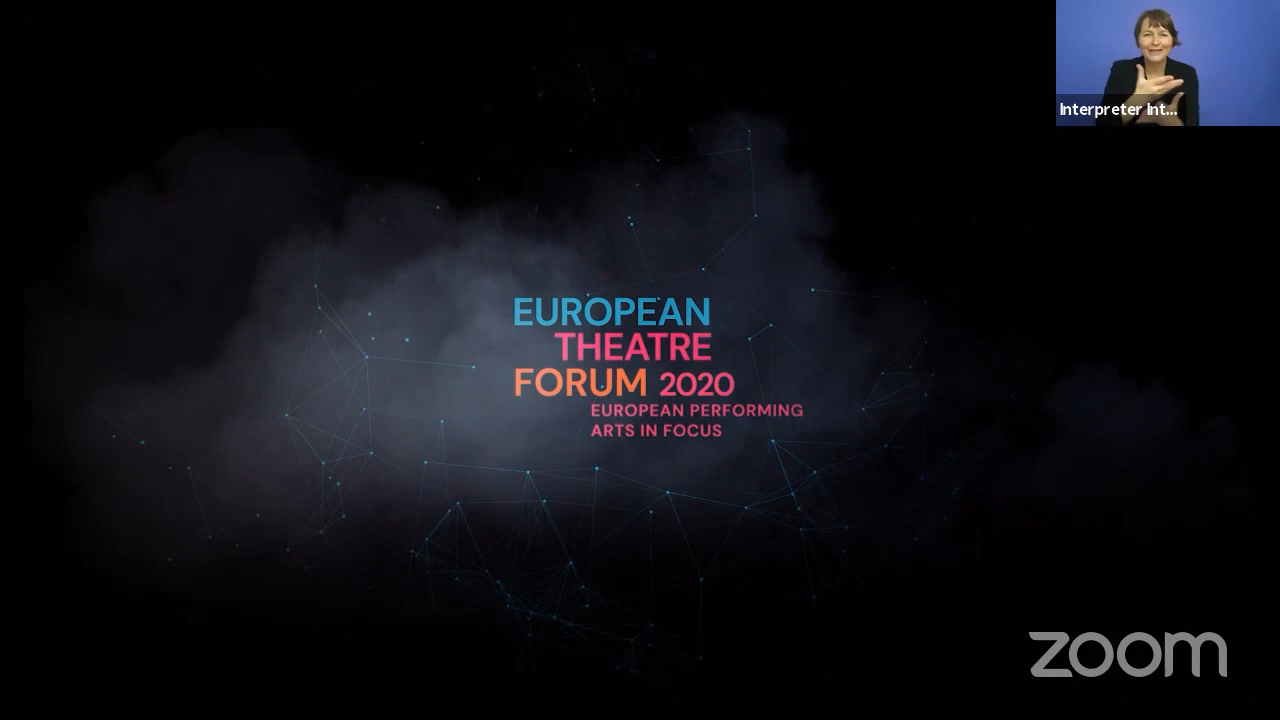 Interpreter Int...
EUROPEAN
THEATRE
FORUM 2020
EUROPEAN PERFORMING
ARTS IN FOCUS
zoom